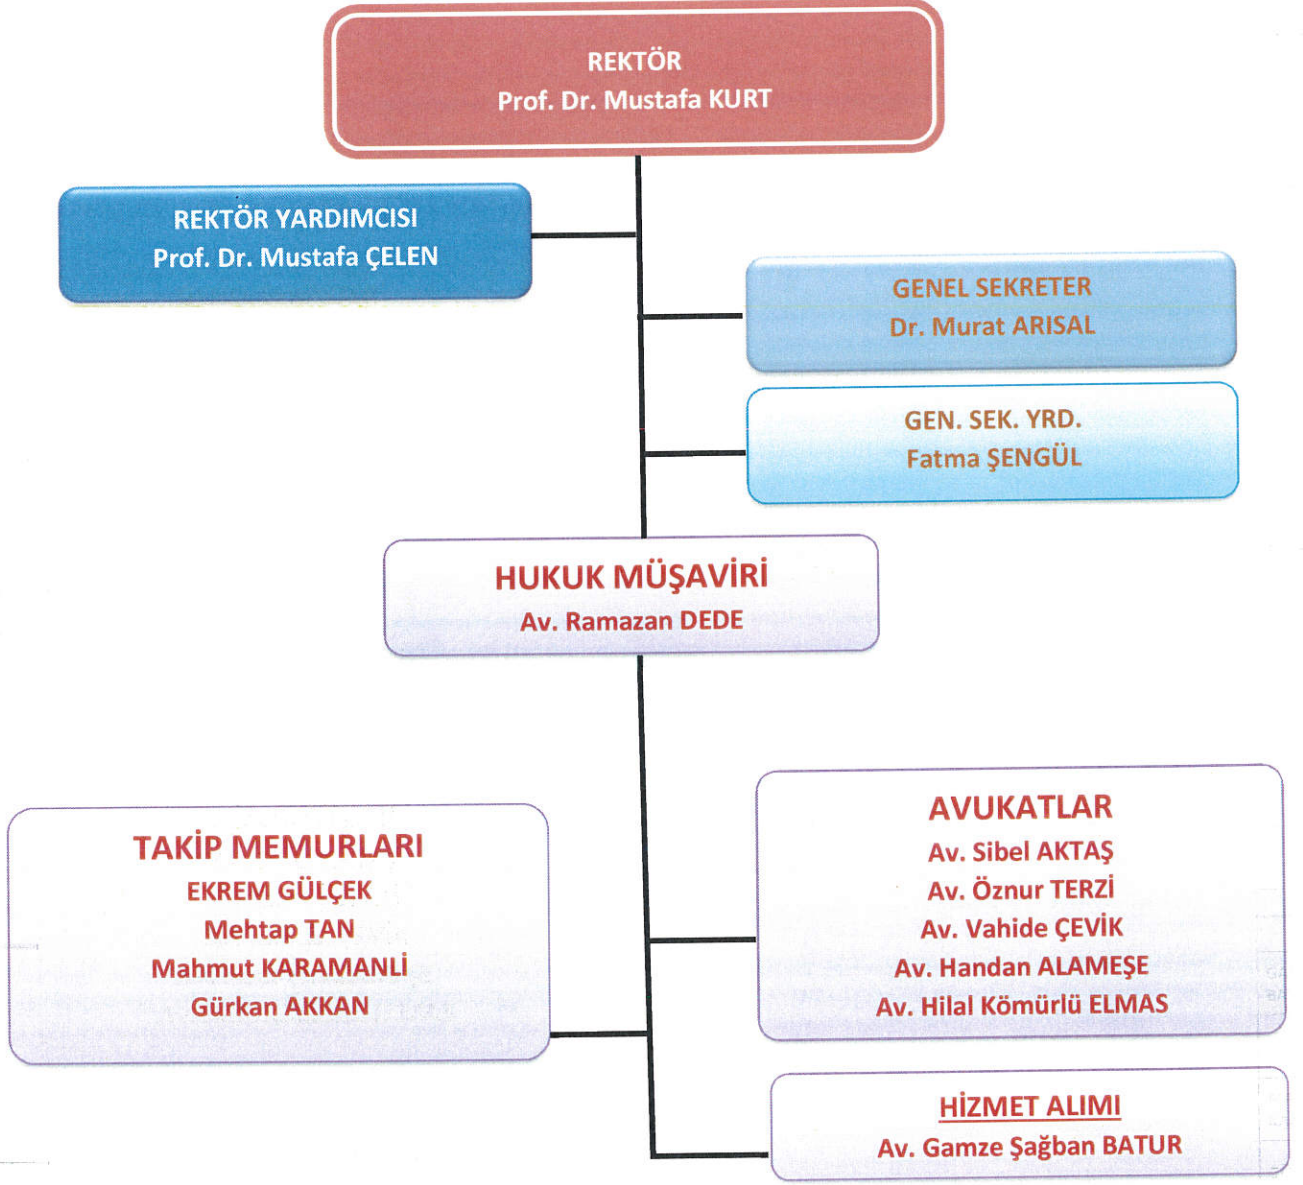 REKTÖR
Prof. Dr. Mustafa KURT
REKTÖR YARDIMCISI
Prof. Dr. Mustafa ÇELEN
GENEL SEKRETER
Dr. Murat ARISAL
GEN. SEK. YRD.
Fatma ŞENGÜL
HUKUK MÜŞAVİRİ
Av. Ramazan DEDE
TAKİP MEMURLARI
EKREM GÜLÇEK
Mehtap TAN
Mahmut KARAMANLİ
Gürkan AKKAN
AVUKATLAR
Av. Sibel AKTAŞ
Av. Öznur TERZİ
Av. Vahide ÇEVİK
Av. Handan ALAMEŞE
Av. Hilal Kömürlü ELMAS
HİZMET ALIMI
Av. Gamze Şağban BATUR